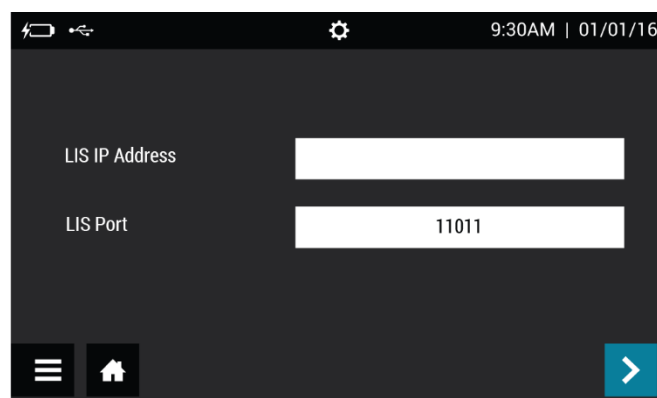 9:30AM | 01/01/16
LIS IP Address
LIS Port 11011